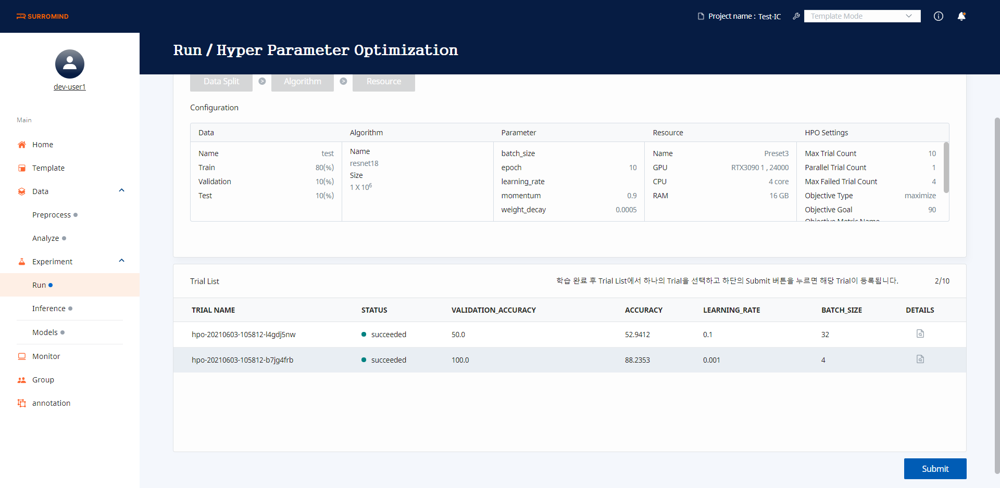 SURROMIND
Project name : Test-IC
Template Mode
Run / Hyper Parameter Optimization
dev-user1
Main
Home
Template
Data
Preprocess
Analyze
Experiment
Run
Inference
Models
Monitor
Group
annotation
Data Split
Algorithm
Resource
Configuration
Data Algorithm Parameter Resource HPO Settings
Name test
Train 80(%)
Validation 10(%)
Test 10(%)
Name
resnet18
Size
1 X 10⁶
batch_size
epoch 10
learning_rate
momentum 0.9
weight_decay 0.0005
Name Preset3
GPU RTX3090 1 , 24000
CPU 4 core
RAM 16 GB
Max Trial Count 10
Parallel Trial Count 1
Max Failed Trial Count 4
Objective Type maximize
Objective Goal 90
Objective Metric Name
Trial List
학습 완료 후 Trial List에서 하나의 Trial을 선택하고 하단의 Submit 버튼을 누르면 해당 Trial이 등록됩니다.
2/10
TRIAL NAME STATUS VALIDATION_ACCURACY ACCURACY LEARNING_RATE BATCH_SIZE DETAILS
hpo-20210603-105812-l4gdj5nw succeeded 50.0 52.9412 0.1 32
hpo-20210603-105812-b7jg4frb succeeded 100.0 88.2353 0.001 4
Submit